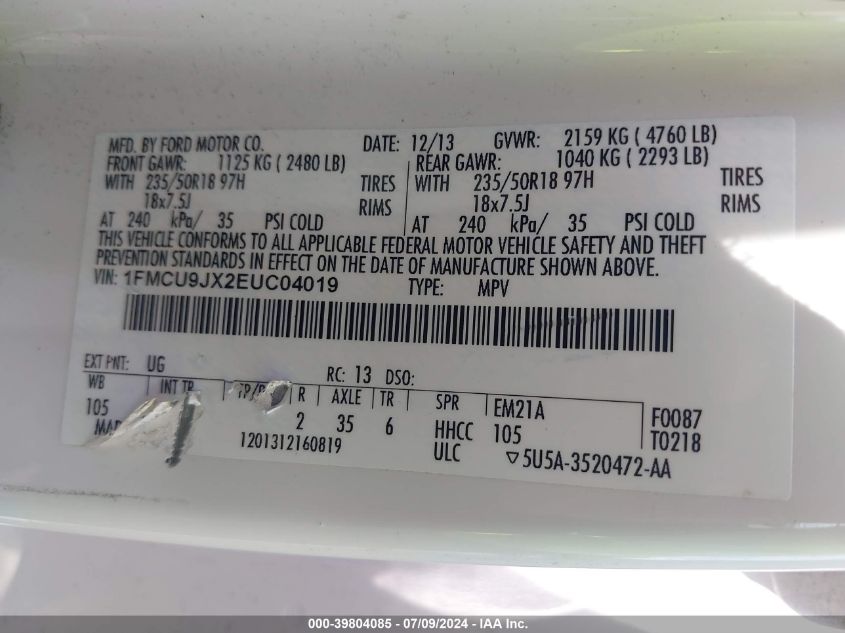 MFD. BY FORD MOTOR CO. DATE: 12/13 GVWR: 2159 KG ( 4760 LB)
FRONT GAWR: 1125 KG ( 2480 LB) REAR GAWR: 1040 KG ( 2293 LB)
WITH 235/50R18 97H TIRES WITH 235/50R18 97H TIRES
18x7.5J RIMS 18x7.5J RIMS
AT 240 kPa/ 35 PSI COLD AT 240 kPa/ 35 PSI COLD
THIS VEHICLE CONFORMS TO ALL APPLICABLE FEDERAL MOTOR VEHICLE SAFETY AND THEFT
PREVENTION STANDARDS IN EFFECT ON THE DATE OF MANUFACTURE SHOWN ABOVE.
VIN: 1FMCU9JX2EUC04019 TYPE: MPV
EXT PNT: UG RC: 13 DSO:
WB INT TR TP/ R AXLE TR SPR EM21A F0087
105 2 35 6 HHCC 105 T0218
1201312160819 ULC ▽5U5A-3520472-AA
000-39804085 - 07/09/2024 - IAA Inc.